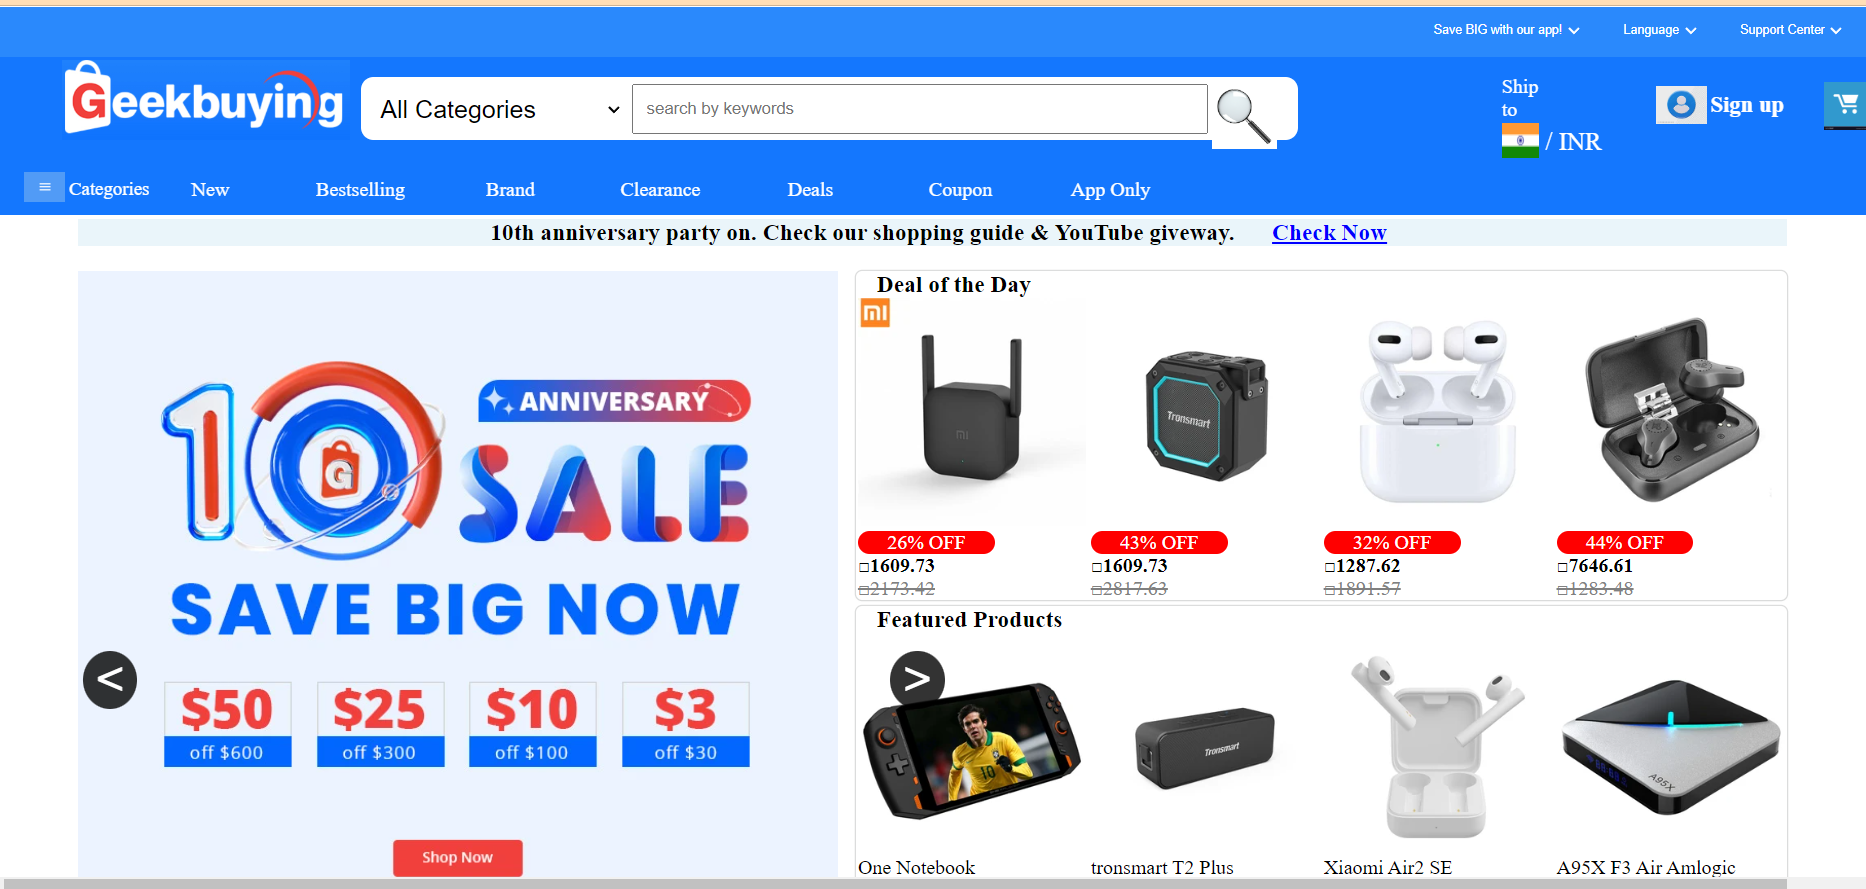 Save BIG with our app!
Language
Support Center
Geekbuying
All Categories
search by keywords
Ship
to
/ INR
Sign up
Categories
New
Bestselling
Brand
Clearance
Deals
Coupon
App Only
10th anniversary party on. Check our shopping guide & YouTube giveway.
Check Now
10
G
ANNIVERSARY
SALE
SAVE BIG NOW
<
$50
off $600
$25
off $300
$10
off $100
$3
off $30
Shop Now
Deal of the Day
mi
mi
Tronsmart
26% OFF
□1609.73
□2173.42
43% OFF
□1609.73
□2817.63
32% OFF
□1287.62
□1891.57
44% OFF
□7646.61
□1283.48
Featured Products
>
10
Tronsmart
A95X
One Notebook
tronsmart T2 Plus
Xiaomi Air2 SE
A95X F3 Air Amlogic